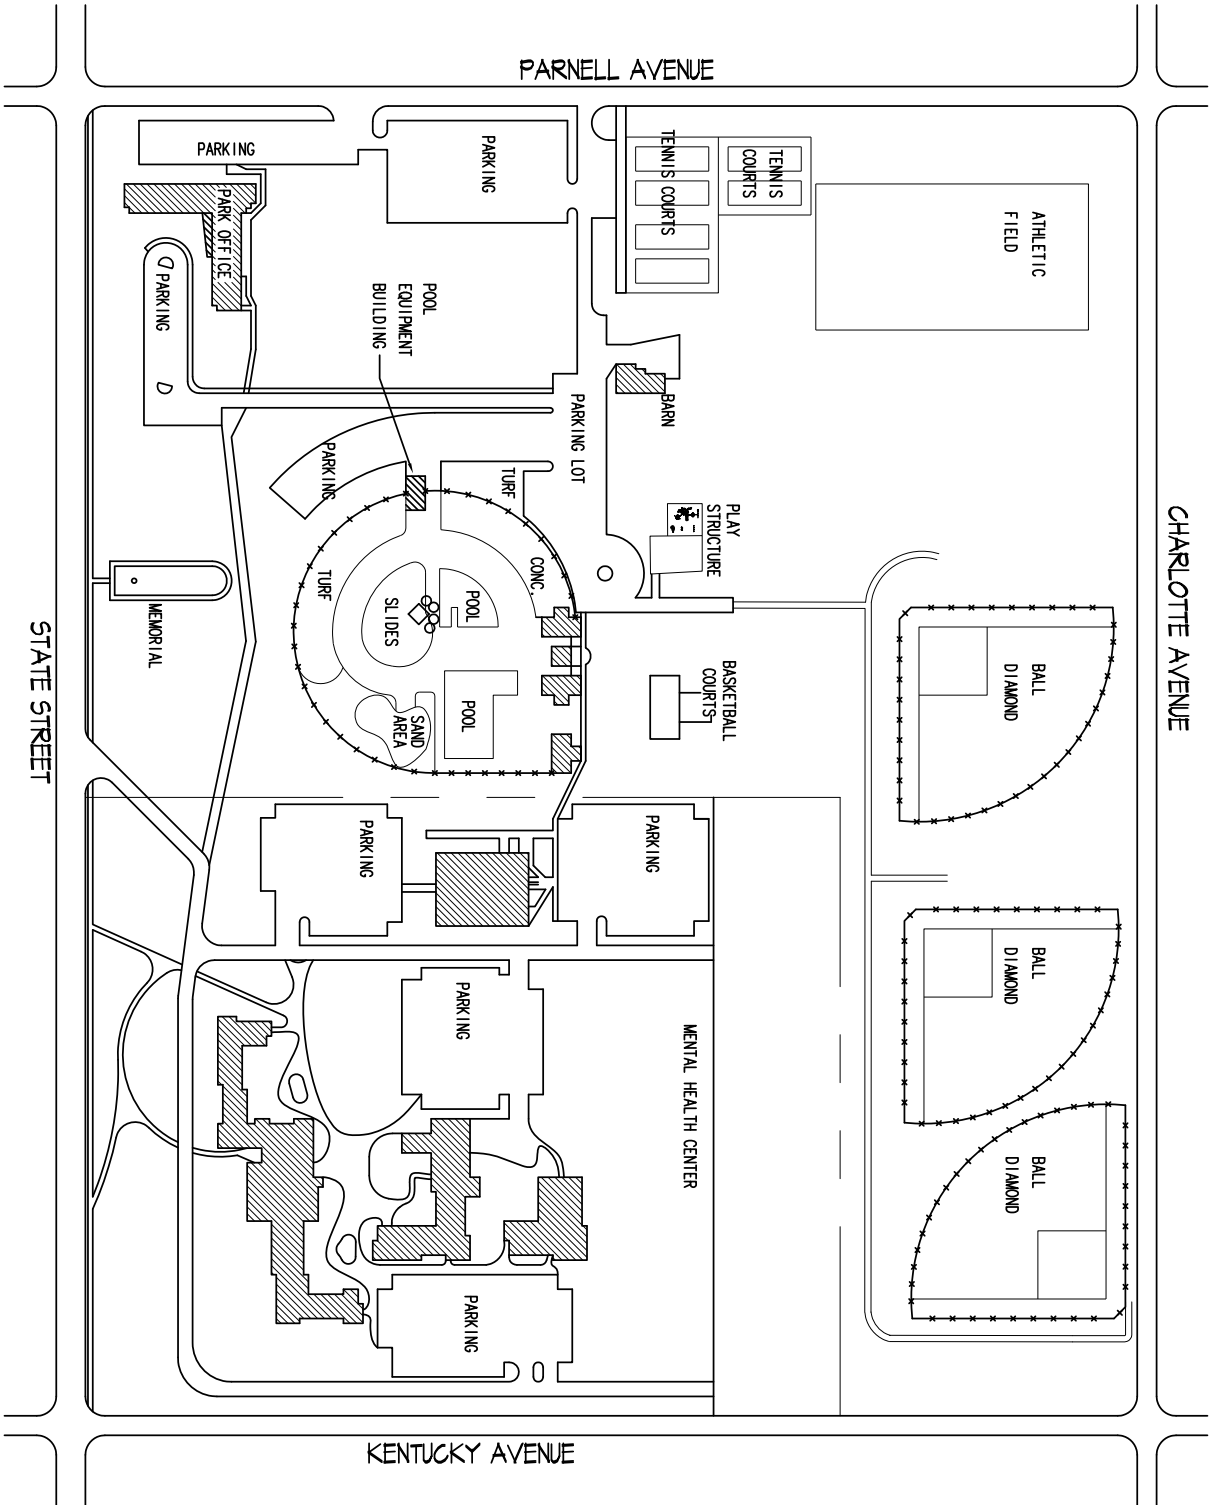 PARNELL AVENUE
PARKING
PARKING
TENNIS COURTS
TENNIS
COURTS
ATHLETIC
FIELD
PARK OFFICE
PARKING
POOL
EQUIPMENT
BUILDING
BARN
PARKING LOT
PARKING
TURF
PLAY
STRUCTURE
CONC.
TURF
SLIDES
POOL
MEMORIAL
BASKETBALL
COURTS
POOL
SAND
AREA
BALL
DIAMOND
CHARLOTTE AVENUE
STATE STREET
PARKING
PARKING
BALL
DIAMOND
PARKING
MENTAL HEALTH CENTER
BALL
DIAMOND
PARKING
KENTUCKY AVENUE